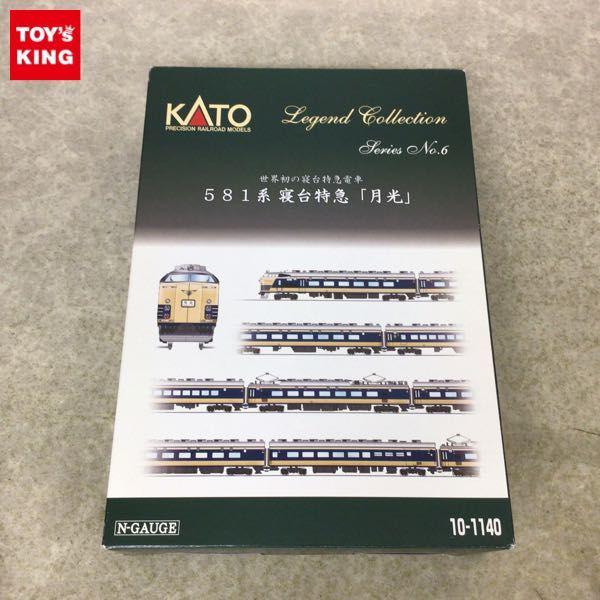 TOY's
KING
KATO
PRECISION RAILROAD MODELS
Legend Collection
Series No.6
世界初の寝台特急電車
581系 寝台特急「月光」
N-GAUGE
10-1140